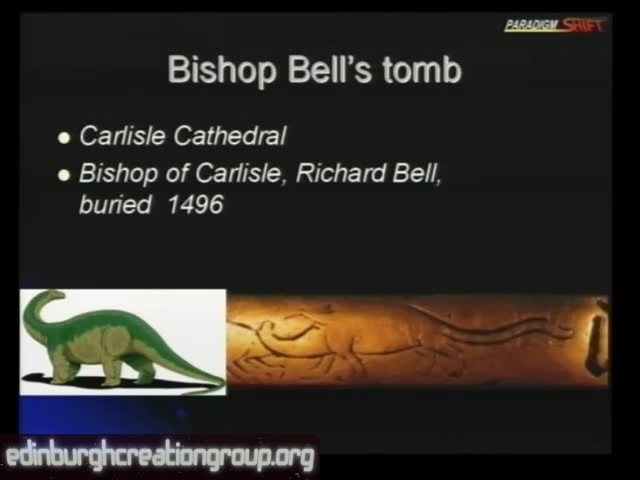 PARADIGM SHIFT
Bishop Bell's tomb
Carlisle Cathedral
Bishop of Carlisle, Richard Bell,
buried 1496
edinburghcreationgroup.org